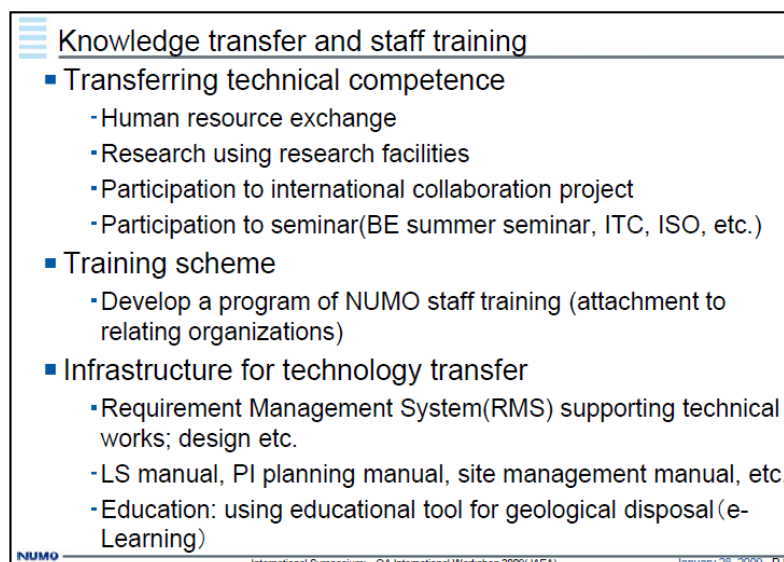 Knowledge transfer and staff training
Transferring technical competence
Human resource exchange
Research using research facilities
Participation to international collaboration project
Participation to seminar(BE summer seminar, ITC, ISO, etc.)
Training scheme
Develop a program of NUMO staff training (attachment to
relating organizations)
Infrastructure for technology transfer
Requirement Management System(RMS) supporting technical
works; design etc.
LS manual, PI planning manual, site management manual, etc.
Education: using educational tool for geological disposal（e-
Learning）
NUMO